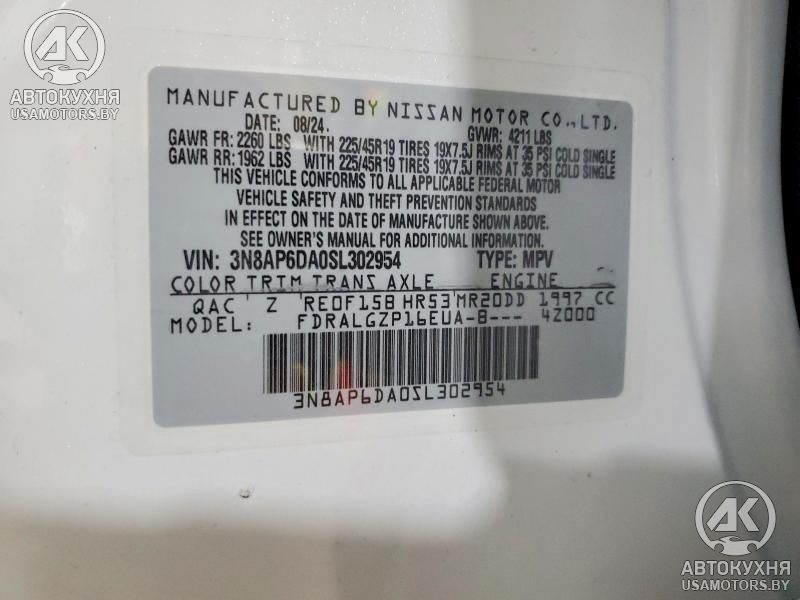 AK
АВТОКУХНЯ
USAMOTORS.BY
MANUFACTURED BY NISSAN MOTOR CO., LTD.
DATE: 08/24. GVWR: 4211 LBS
GAWR FR: 2260 LBS WITH 225/45R19 TIRES 19X7.5J RIMS AT 35 PSI COLD SINGLE
GAWR RR: 1962 LBS WITH 225/45R19 TIRES 19X7.5J RIMS AT 35 PSI COLD SINGLE
THIS VEHICLE CONFORMS TO ALL APPLICABLE FEDERAL MOTOR
VEHICLE SAFETY AND THEFT PREVENTION STANDARDS
IN EFFECT ON THE DATE OF MANUFACTURE SHOWN ABOVE.
SEE OWNER'S MANUAL FOR ADDITIONAL INFORMATION.
VIN: 3N8AP6DA0SL302954 TYPE: MPV
COLOR TRIM TRANS AXLE ENGINE
QAC Z RE0F15B HR53 MR20DD 1997 CC
MODEL: FDRALGZP16EUA-B--- 4Z000
3N8AP6DA0SL302954
AK
АВТОКУХНЯ
USAMOTORS.BY